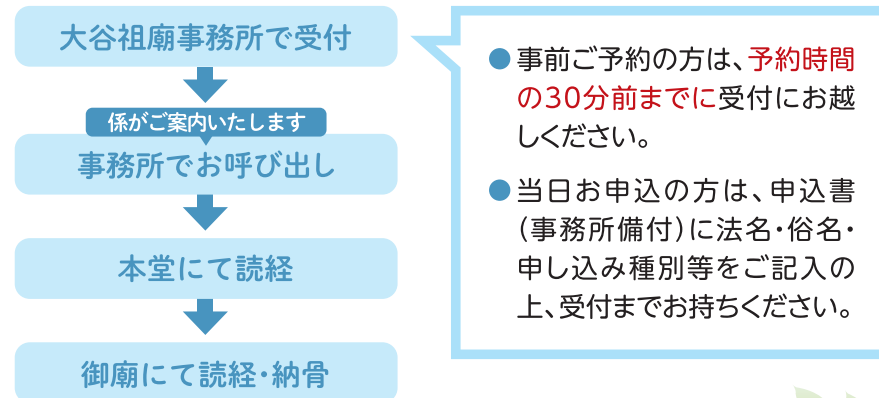 大谷祖廟事務所で受付
係がご案内いたします
事務所でお呼び出し
本堂にて読経
御廟にて読経・納骨
●事前ご予約の方は、予約時間
の30分前までに受付にお越
しください。
●当日お申込の方は、申込書
（事務所備付）に法名・俗名・
申し込み種別等をご記入の
上、受付までお持ちください。